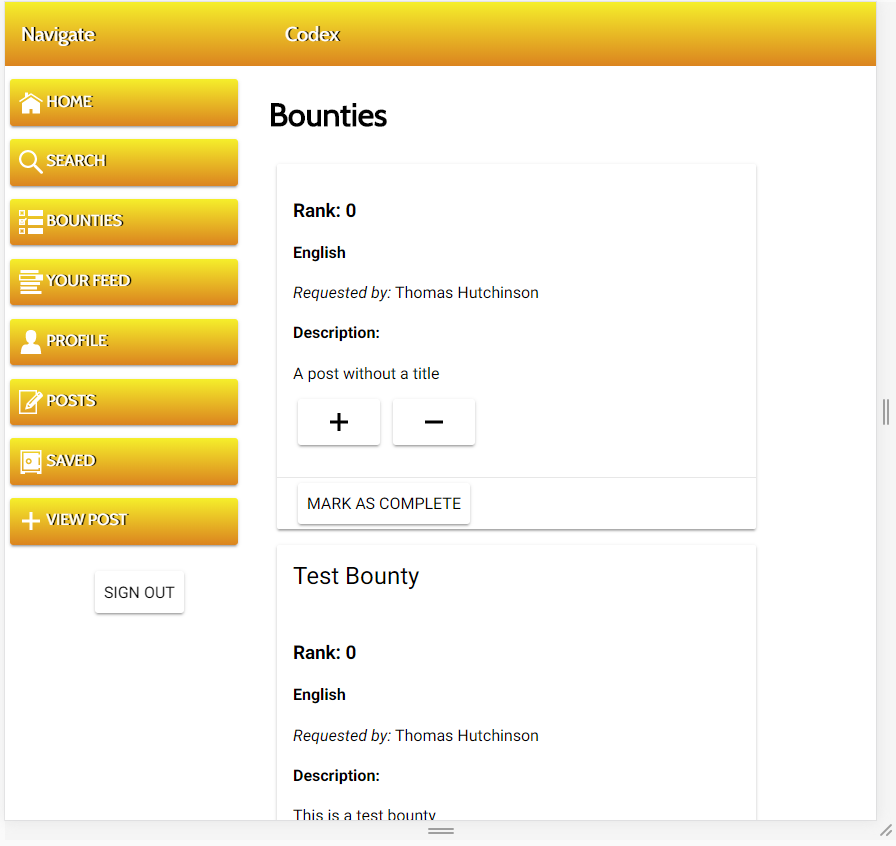 Navigate
Codex
HOME
SEARCH
BOUNTIES
YOUR FEED
PROFILE
POSTS
SAVED
VIEW POST
SIGN OUT
Bounties
Rank: 0
English
Requested by: Thomas Hutchinson
Description:
A post without a title
MARK AS COMPLETE
Test Bounty
Rank: 0
English
Requested by: Thomas Hutchinson
Description:
This is a test bounty